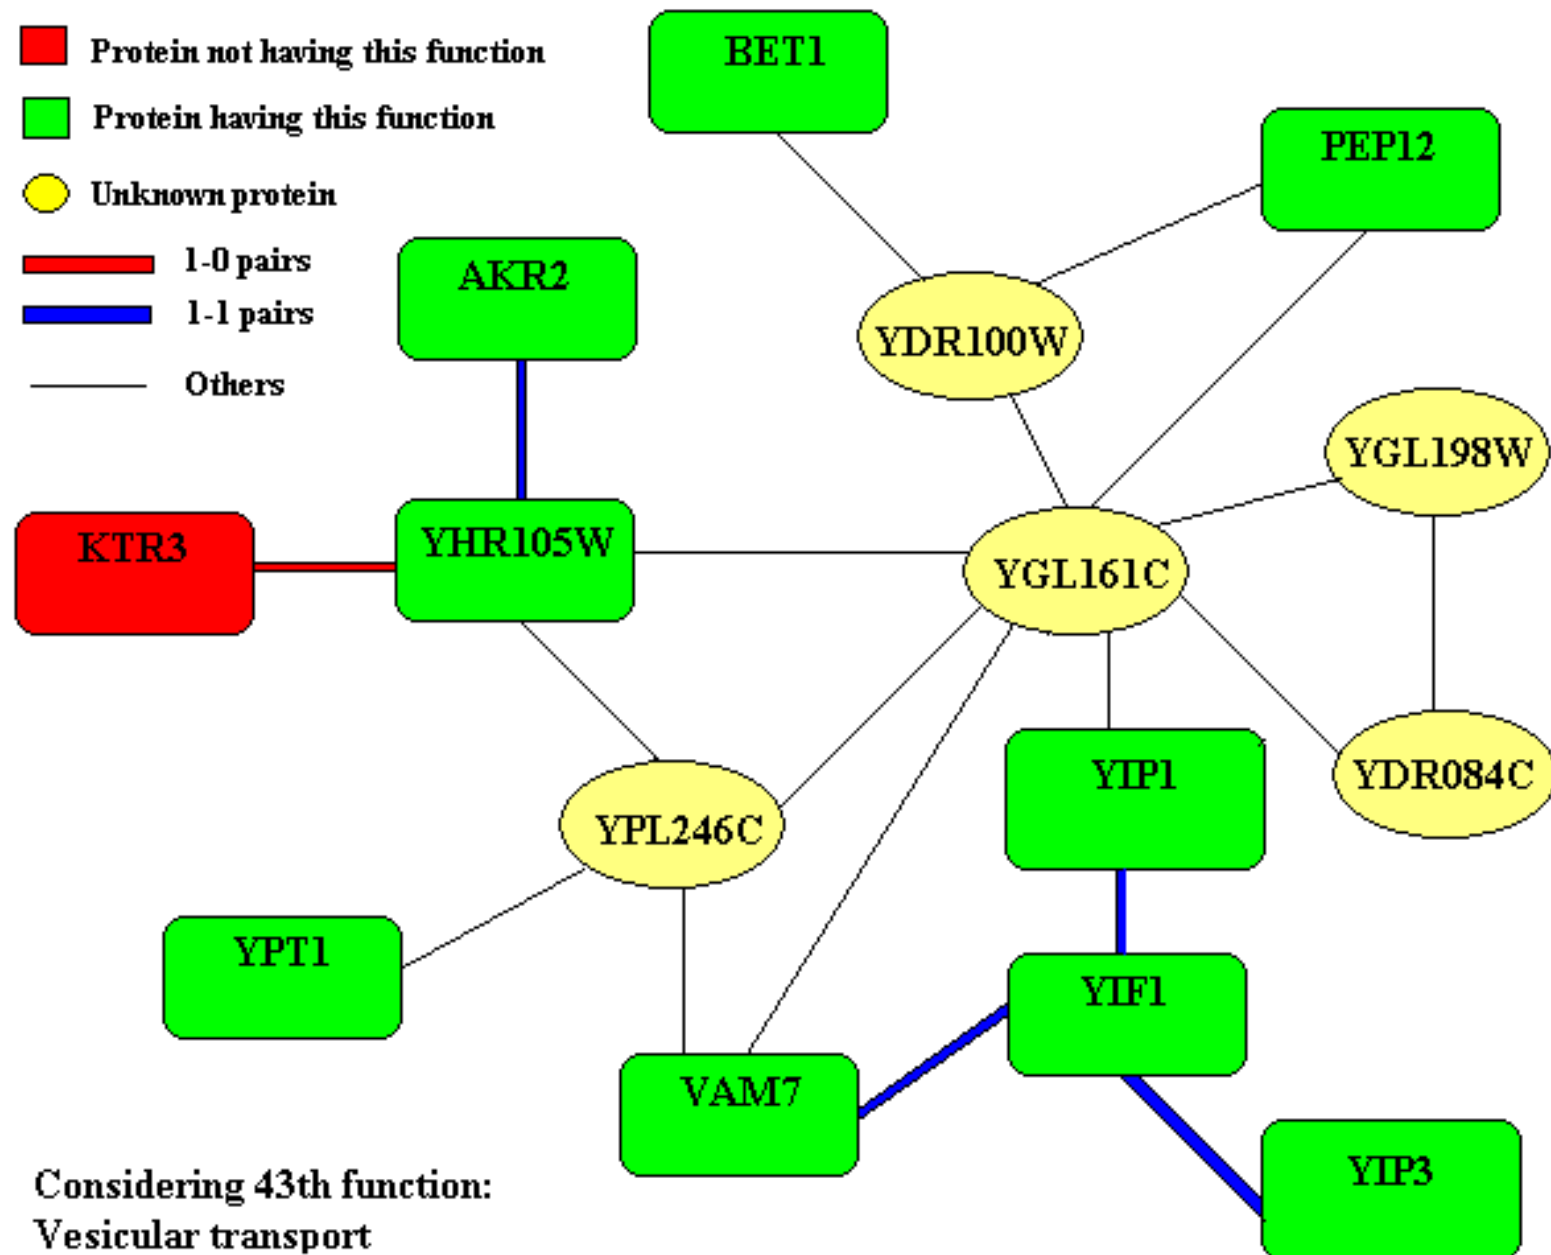 Protein not having this function
Protein having this function
Unknown protein
1-0 pairs
1-1 pairs
Others
BET1
PEP12
AKR2
YDR100W
YGL198W
KTR3
YHR105W
YGL161C
YIP1
YDR084C
YPL246C
YPT1
YIF1
VAM7
YIP3
Considering 43th function:
Vesicular transport